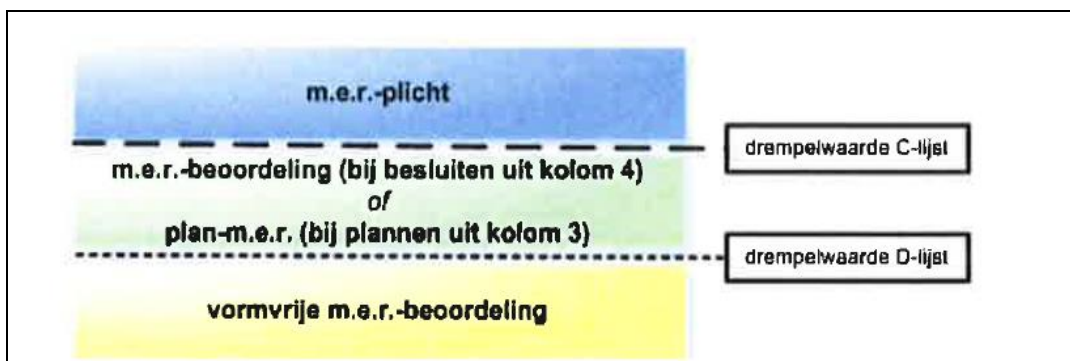 m.e.r.-plicht
drempelwaarde C-lijst
m.e.r.-beoordeling (bij besluiten uit kolom 4)
of
plan-m.e.r. (bij plannen uit kolom 3)
drempelwaarde D-lijst
vormvrije m.e.r.-beoordeling